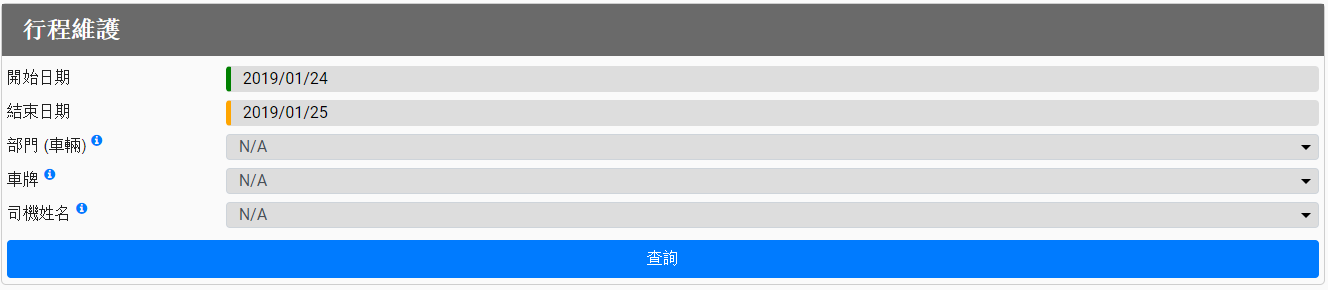 行程維護
開始日期 2019/01/24
結束日期 2019/01/25
部門 (車輛) N/A
車牌 N/A
司機姓名 N/A
查詢